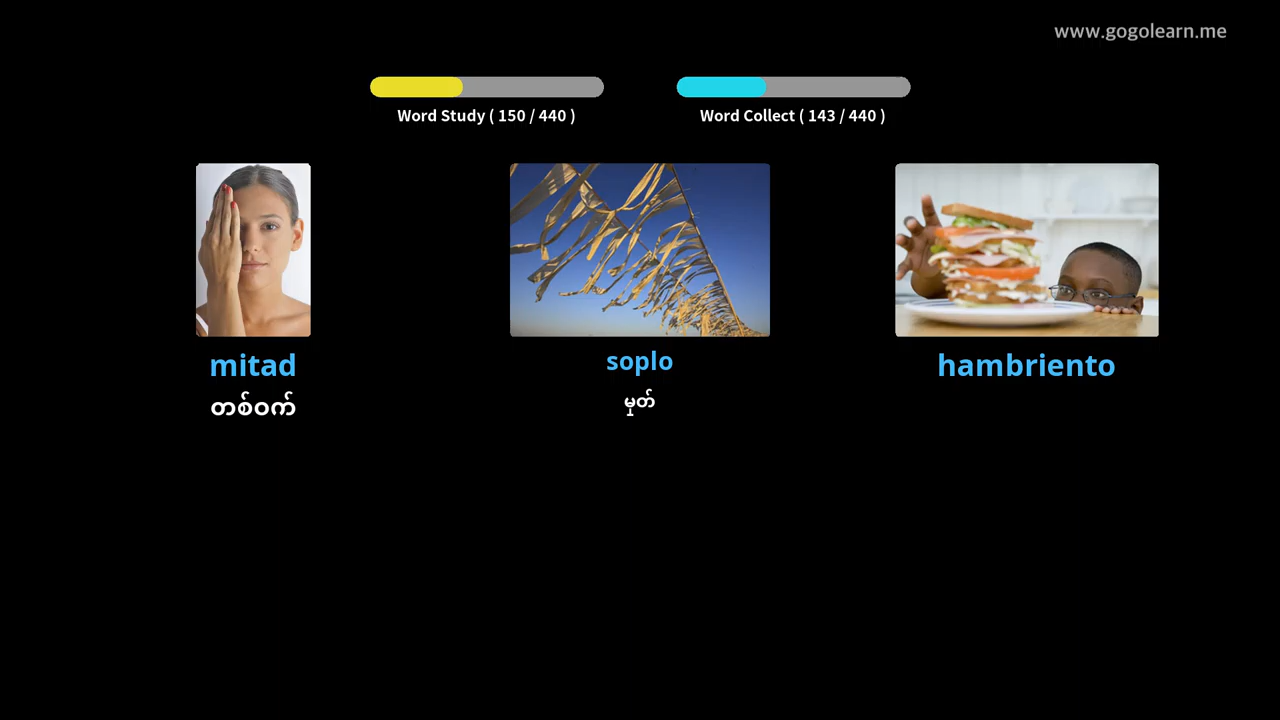 www.gogolearn.me
Word Study ( 150 / 440 )
Word Collect ( 143 / 440 )
mitad
တစ်ဝက်
soplo
မှုတ်
hambriento